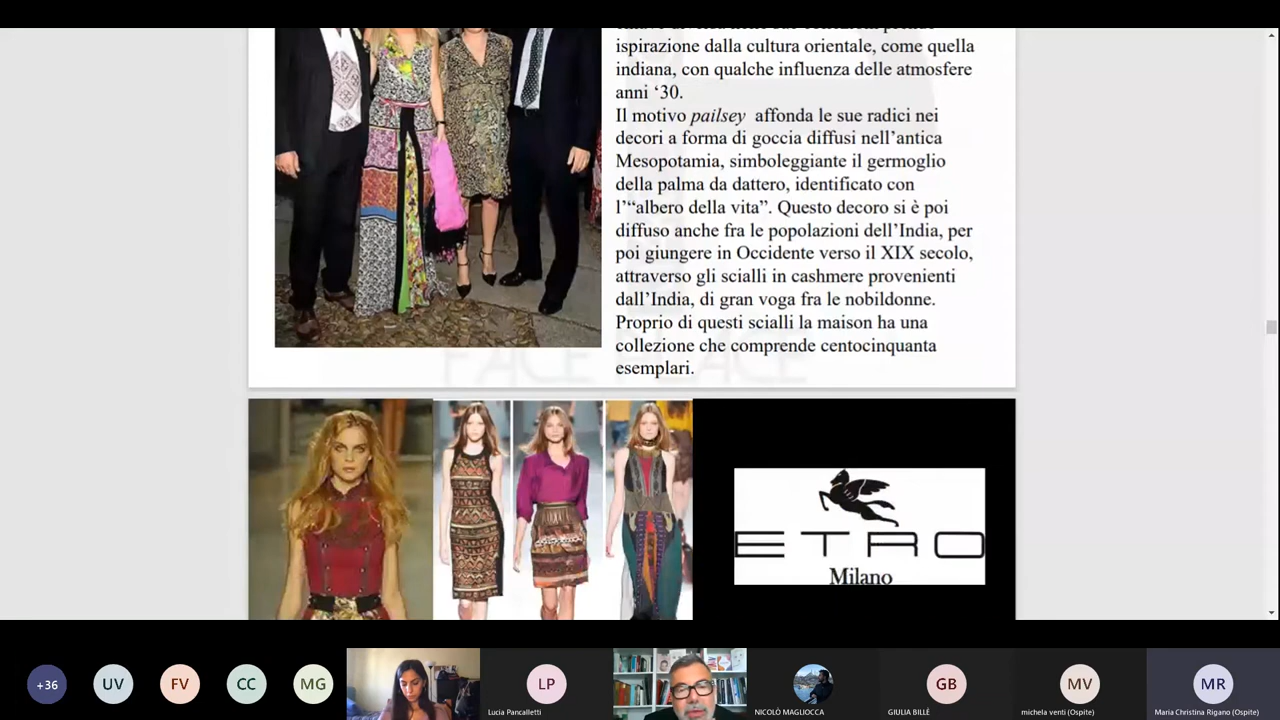 ispirazione dalla cultura orientale, come quella
indiana, con qualche influenza delle atmosfere
anni ‘30.
Il motivo pailsey affonda le sue radici nei
decori a forma di goccia diffusi nell’antica
Mesopotamia, simboleggiante il germoglio
della palma da dattero, identificato con
l’“albero della vita”. Questo decoro si è poi
diffuso anche fra le popolazioni dell’India, per
poi giungere in Occidente verso il XIX secolo,
attraverso gli scialli in cashmere provenienti
dall’India, di gran voga fra le nobildonne.
Proprio di questi scialli la maison ha una
collezione che comprende centocinquanta
esemplari.
FACE PLACE
ETRO
Milano
+36
UV
FV
CC
MG
LP
GB
MV
MR
Lucia Pancalletti
NICOLÒ MAGLIOCCA
GIULIA BILLÈ
michela venti (Ospite)
Maria Christina Rigano (Ospite)